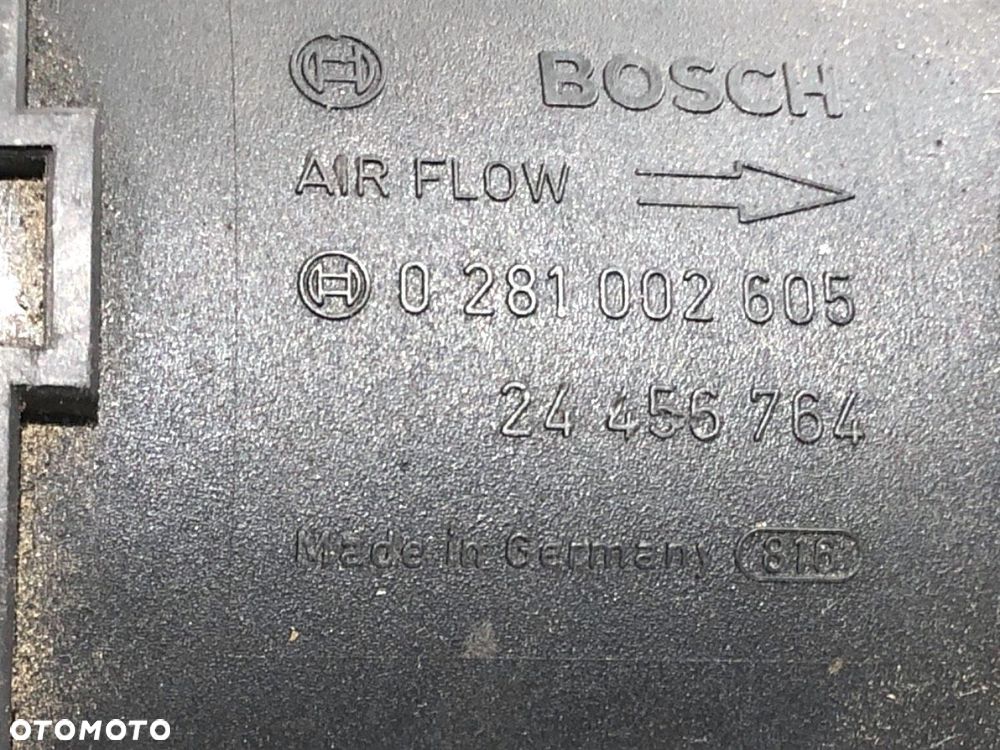 BOSCH
AIR FLOW
0 281 002 605
24 456 764
Made in Germany 816
OTOMOTO